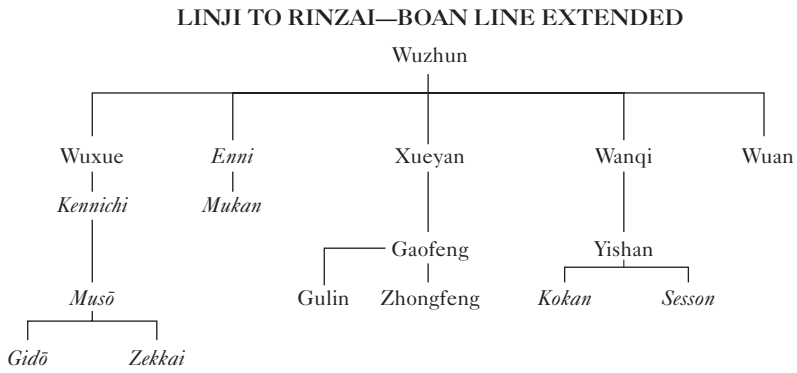 LINJI TO RINZAI—BOAN LINE EXTENDED
Wuzhun
Wuxue Enni Xueyan Wanqi Wuan
Kennichi Mukan
Gaofeng Yishan
Musō Gulin Zhongfeng Kokan Sesson
Gidō Zekkai